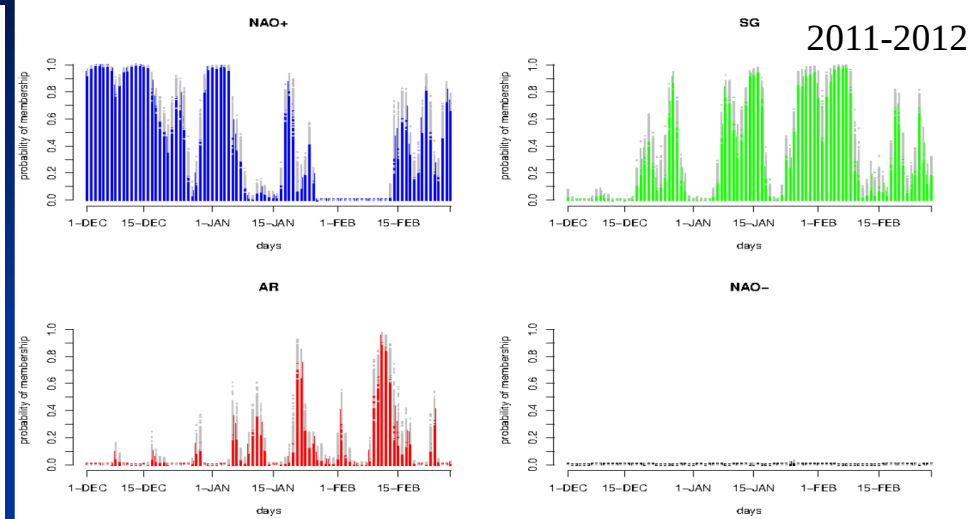 NAO+
SG
2011-2012
probability of membership
0.0 0.2 0.4 0.6 0.8 1.0
1-DEC 15-DEC 1-JAN 15-JAN 1-FEB 15-FEB
days
probability of membership
0.0 0.2 0.4 0.6 0.8 1.0
1-DEC 15-DEC 1-JAN 15-JAN 1-FEB 15-FEB
days
AR
NAO-
probability of membership
0.0 0.2 0.4 0.6 0.8 1.0
1-DEC 15-DEC 1-JAN 15-JAN 1-FEB 15-FEB
days
probability of membership
0.0 0.2 0.4 0.6 0.8 1.0
1-DEC 15-DEC 1-JAN 15-JAN 1-FEB 15-FEB
days